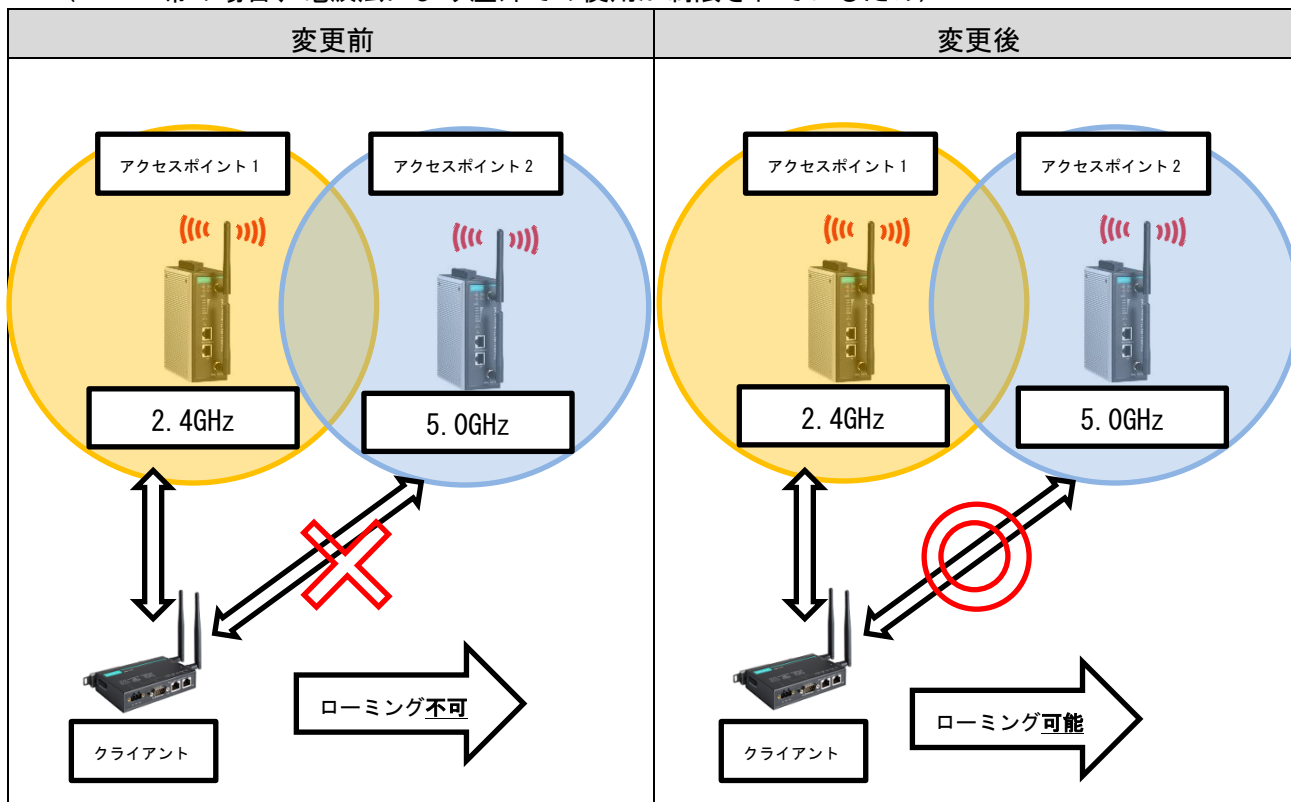 変更前
変更後
アクセスポイント1
アクセスポイント2
2.4GHz
5.0GHz
クライアント
ローミング不可
アクセスポイント1
アクセスポイント2
2.4GHz
5.0GHz
クライアント
ローミング可能